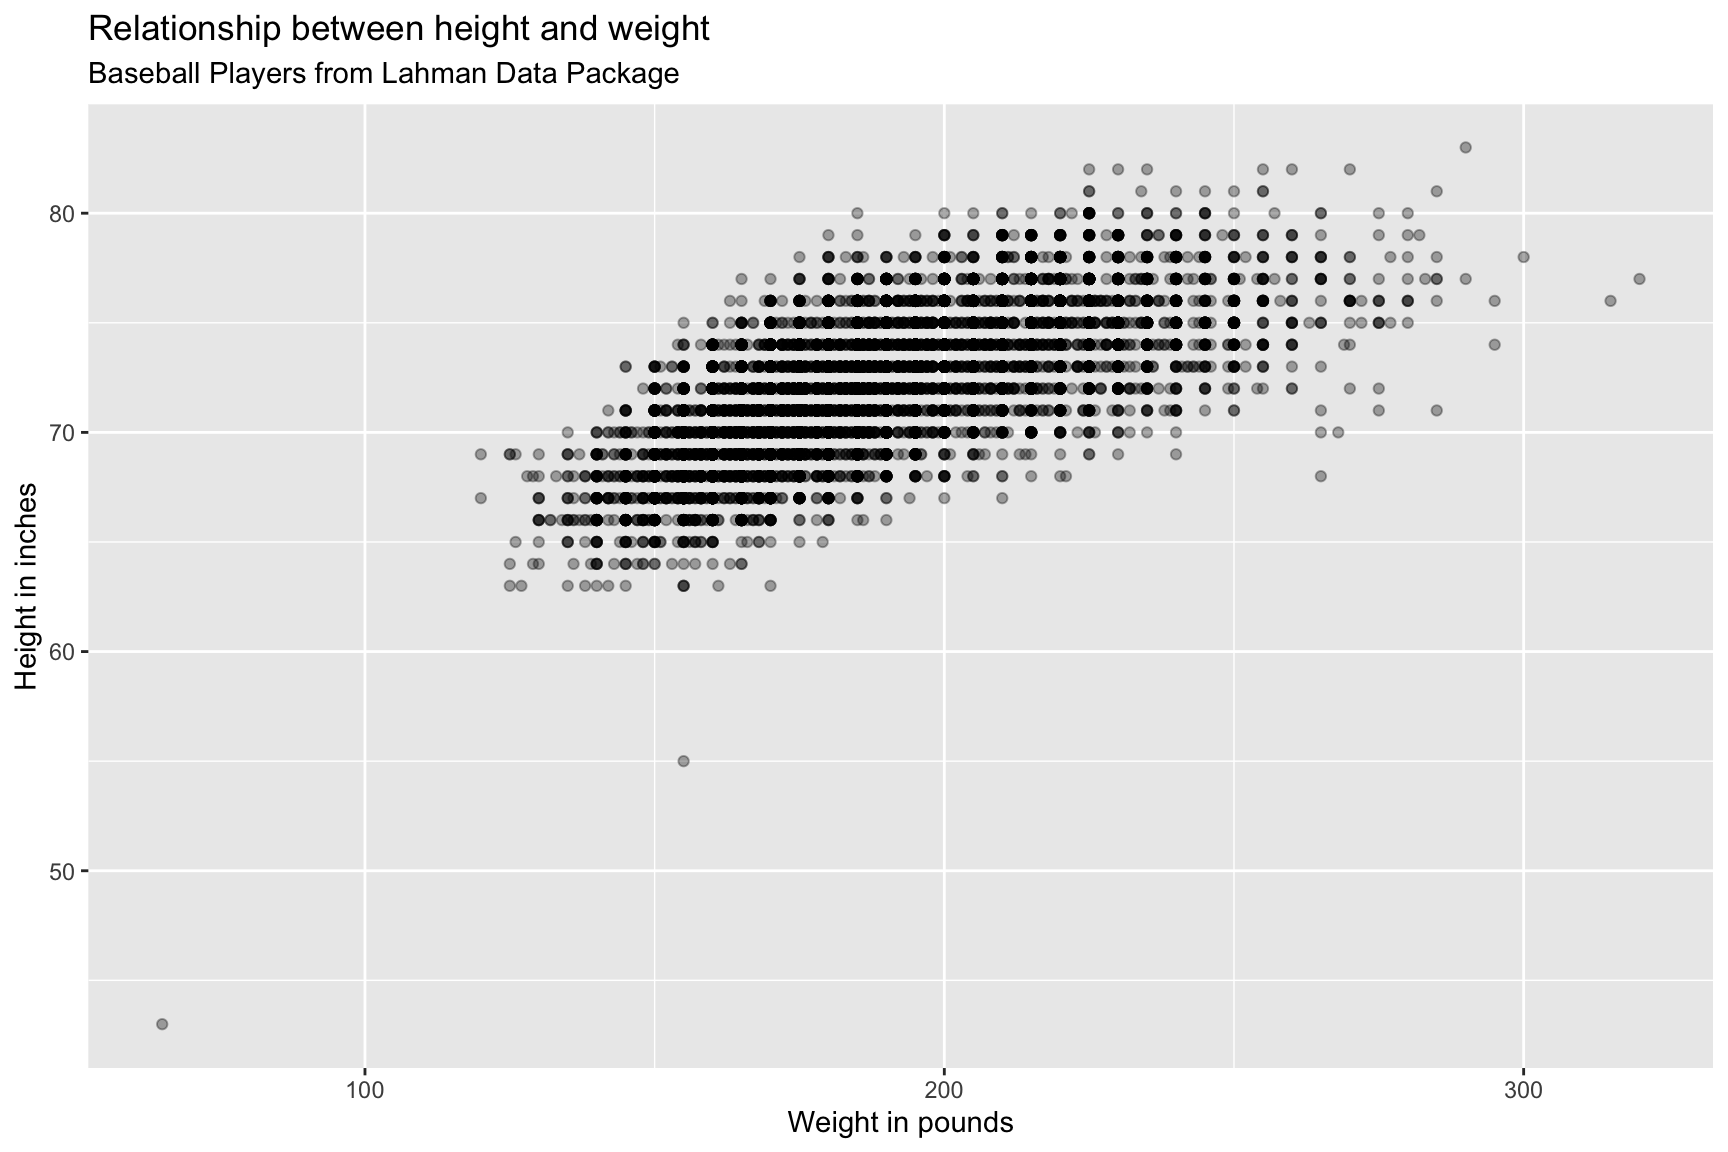 Relationship between height and weight
Baseball Players from Lahman Data Package
Height in inches
80
70
60
50
100
200
300
Weight in pounds